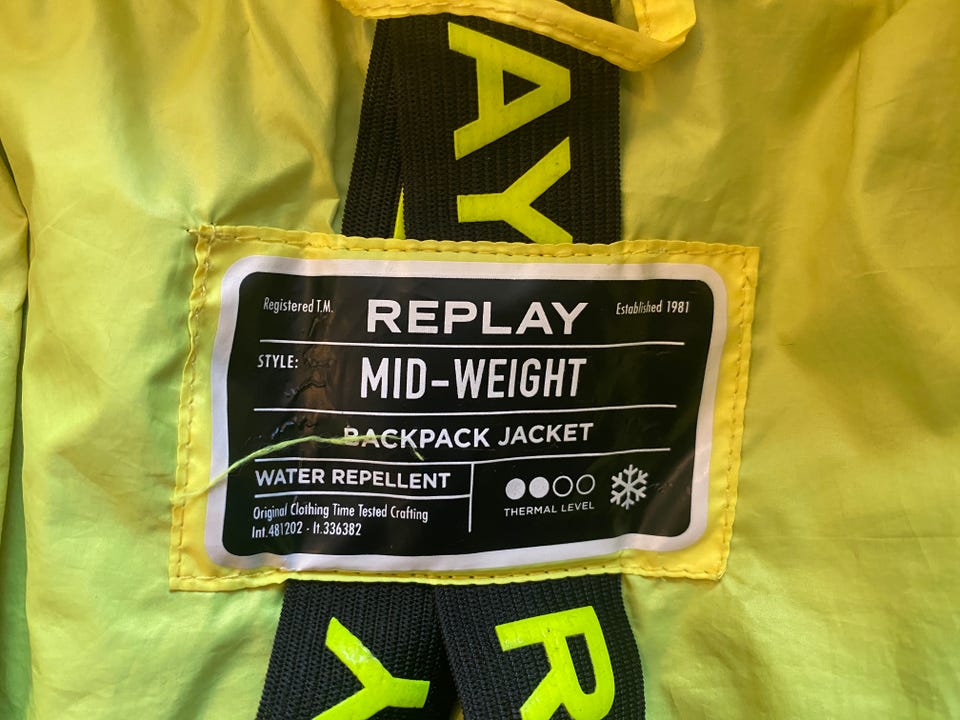 AY
Registered T.M. REPLAY Established 1981
STYLE: MID-WEIGHT
BACKPACK JACKET
WATER REPELLENT
Original Clothing Time Tested Crafting
Int.481202 - It.336382
THERMAL LEVEL
Y R